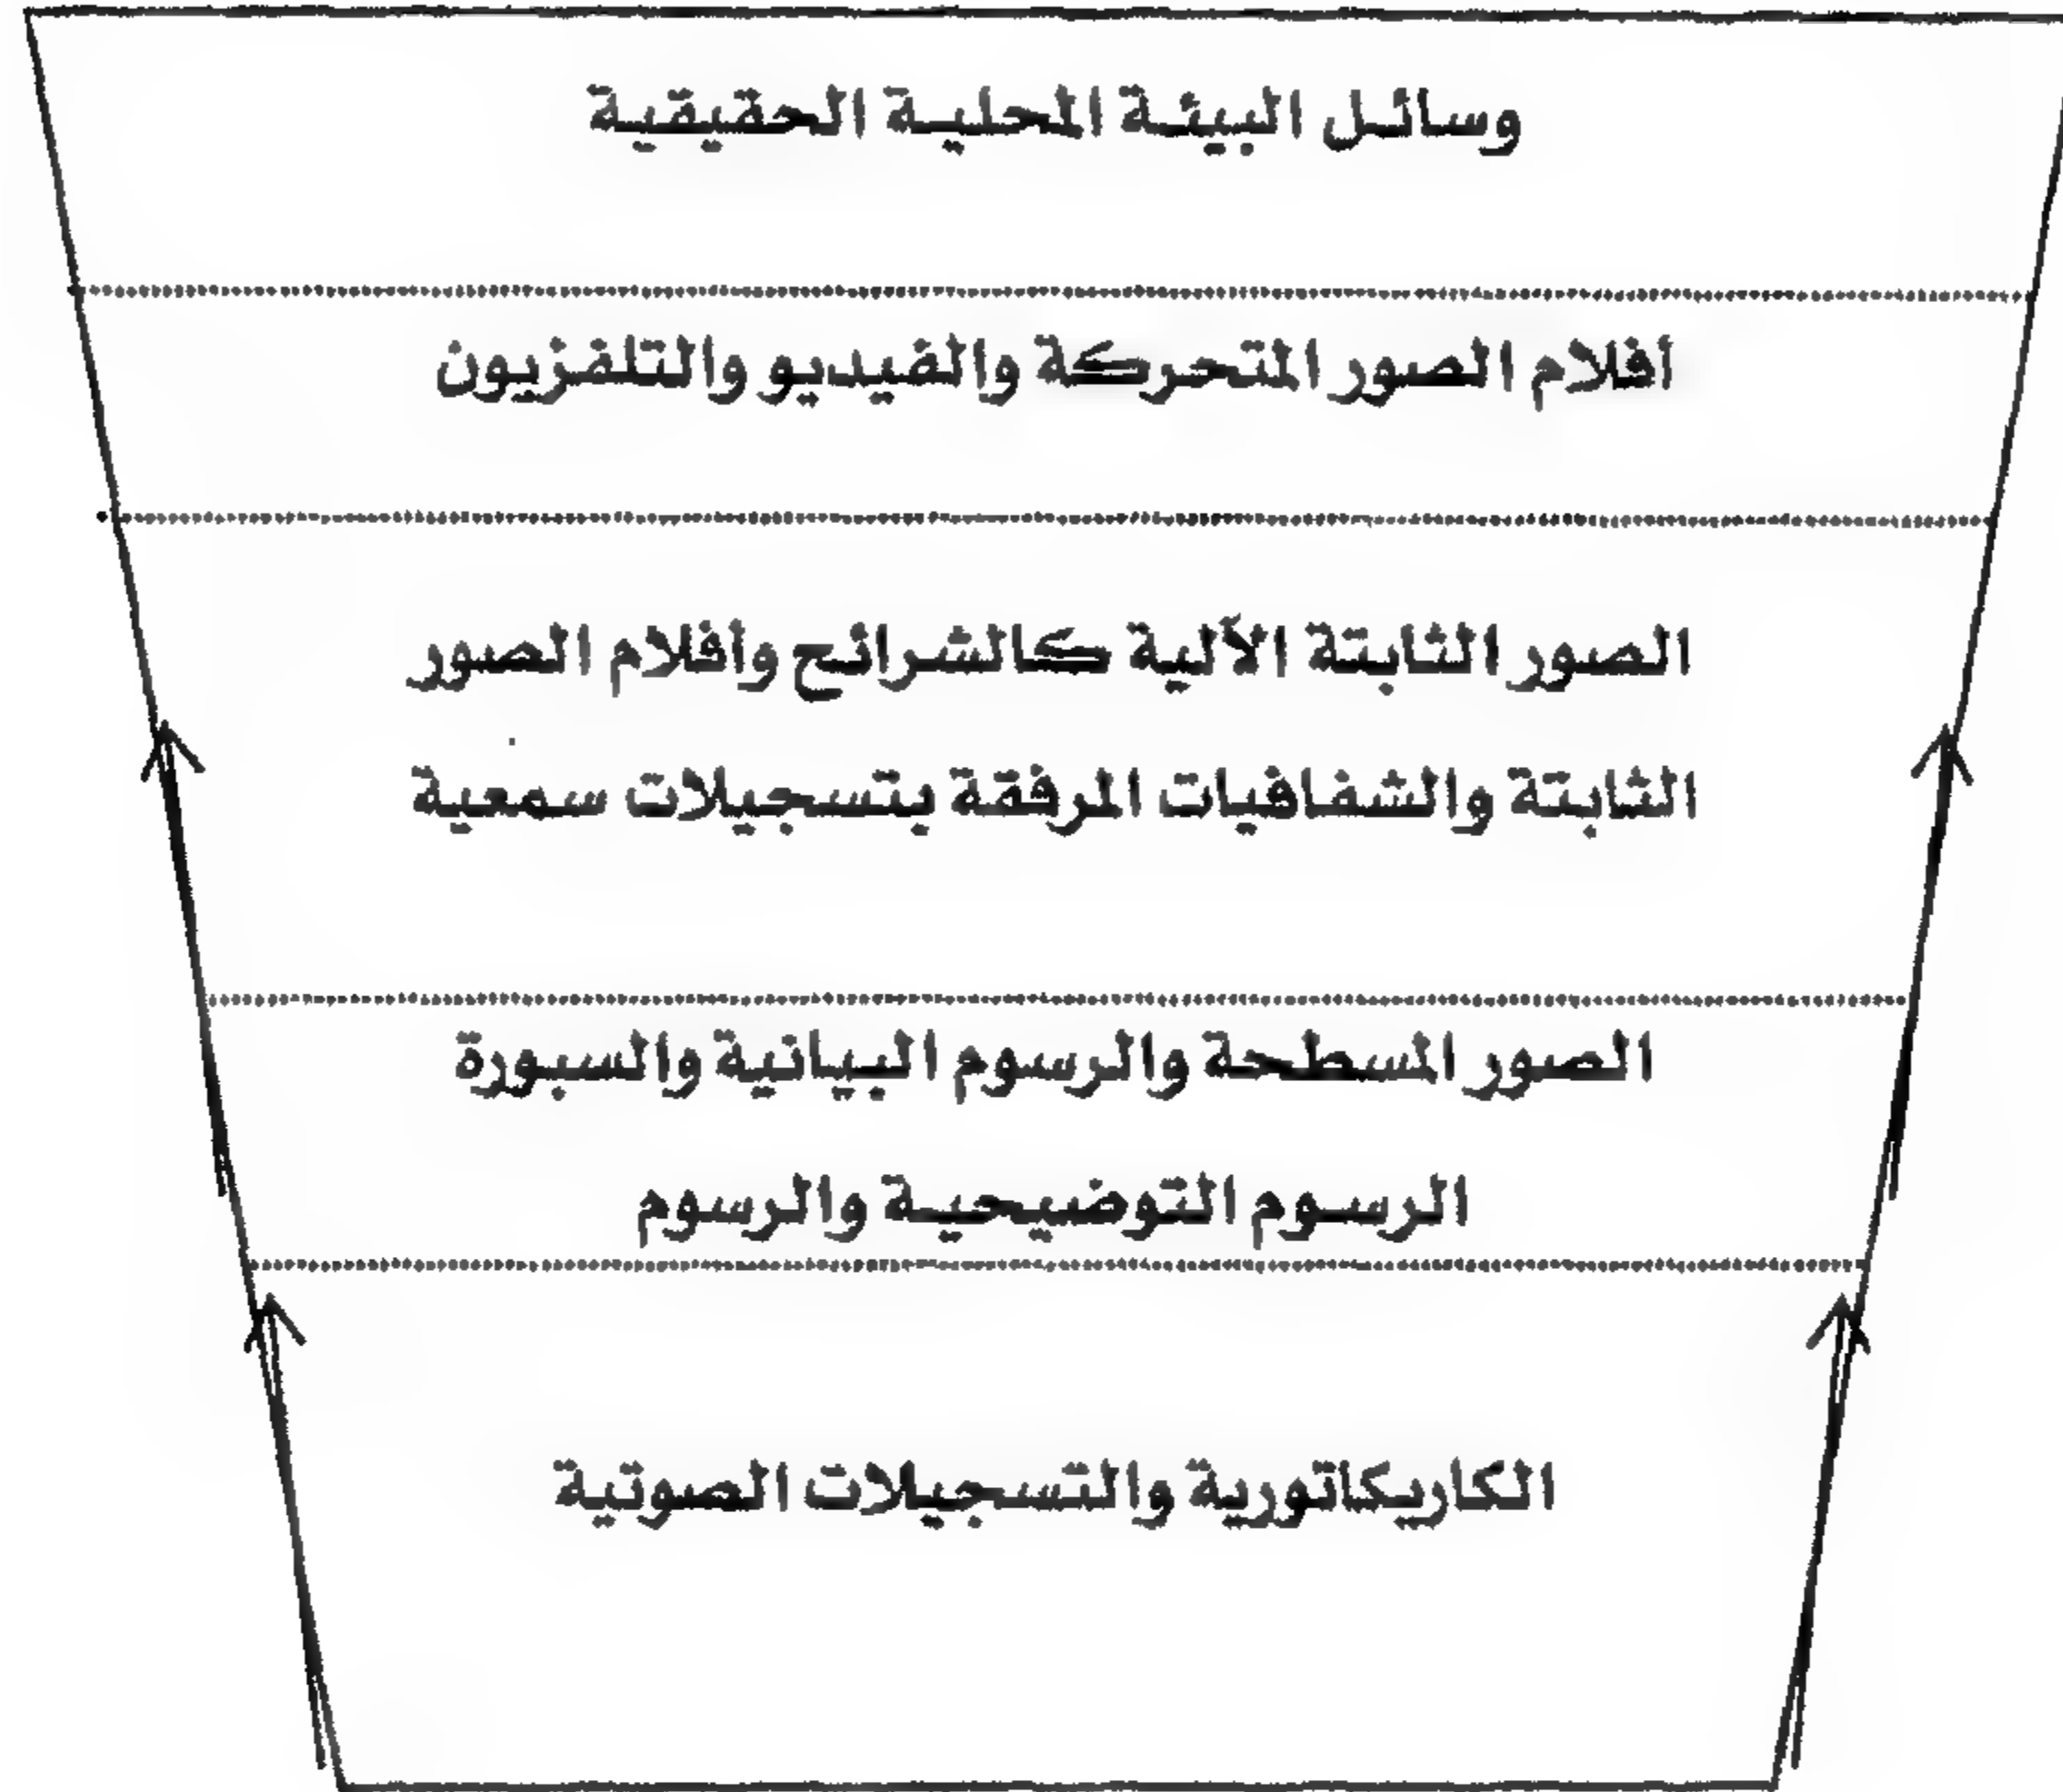 وسائل البيئة المحلية الحقيقية
أفلام الصور المتحركة والفيديو والتلفزيون
الصور الثابتة الآلية كالشرائح وأفلام الصور
الثابتة والشفافيات المرفقة بتسجيلات سمعية
الصور المسطحة والرسوم البيانية والسبورة
الرسوم التوضيحية والرسوم
الكاريكاتورية والتسجيلات الصوتية